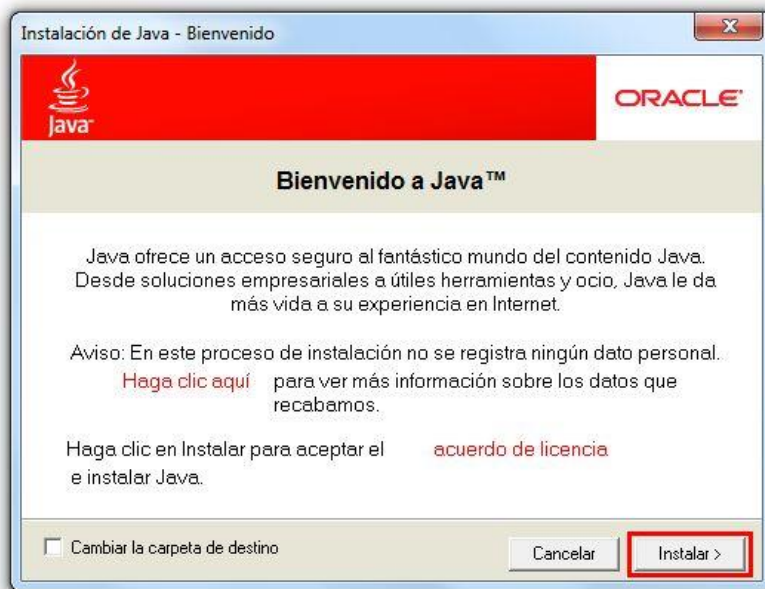 Instalación de Java - Bienvenido
Java™
ORACLE®
Bienvenido a Java™
Java ofrece un acceso seguro al fantástico mundo del contenido Java.
Desde soluciones empresariales a útiles herramientas y ocio, Java le da
más vida a su experiencia en Internet.
Aviso: En este proceso de instalación no se registra ningún dato personal.
Haga clic aquí para ver más información sobre los datos que
recabamos.
Haga clic en Instalar para aceptar el acuerdo de licencia
e instalar Java.
Cambiar la carpeta de destino
Cancelar
Instalar >